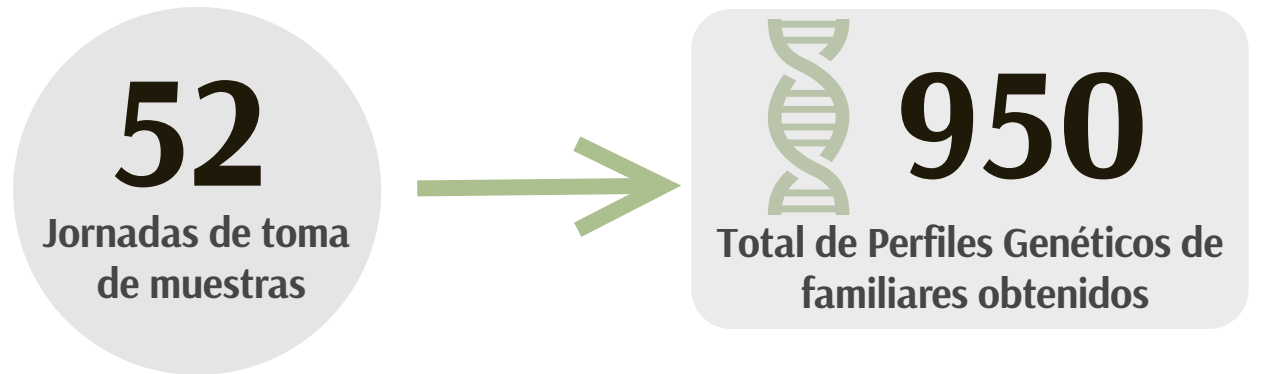 52
Jornadas de toma
de muestras
950
Total de Perfiles Genéticos de
familiares obtenidos